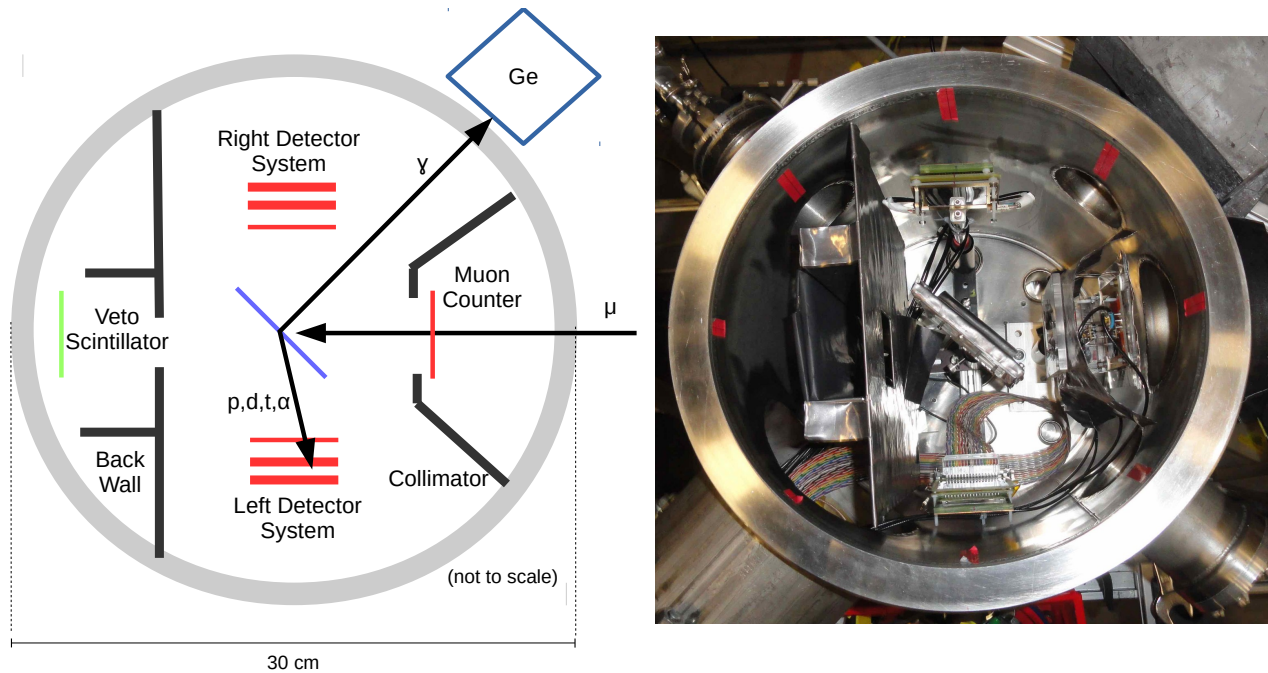 Ge
Right Detector
System
ɣ
Muon
Counter
μ
Veto
Scintillator
p,d,t,α
Back
Wall
Collimator
Left Detector
System
(not to scale)
30 cm